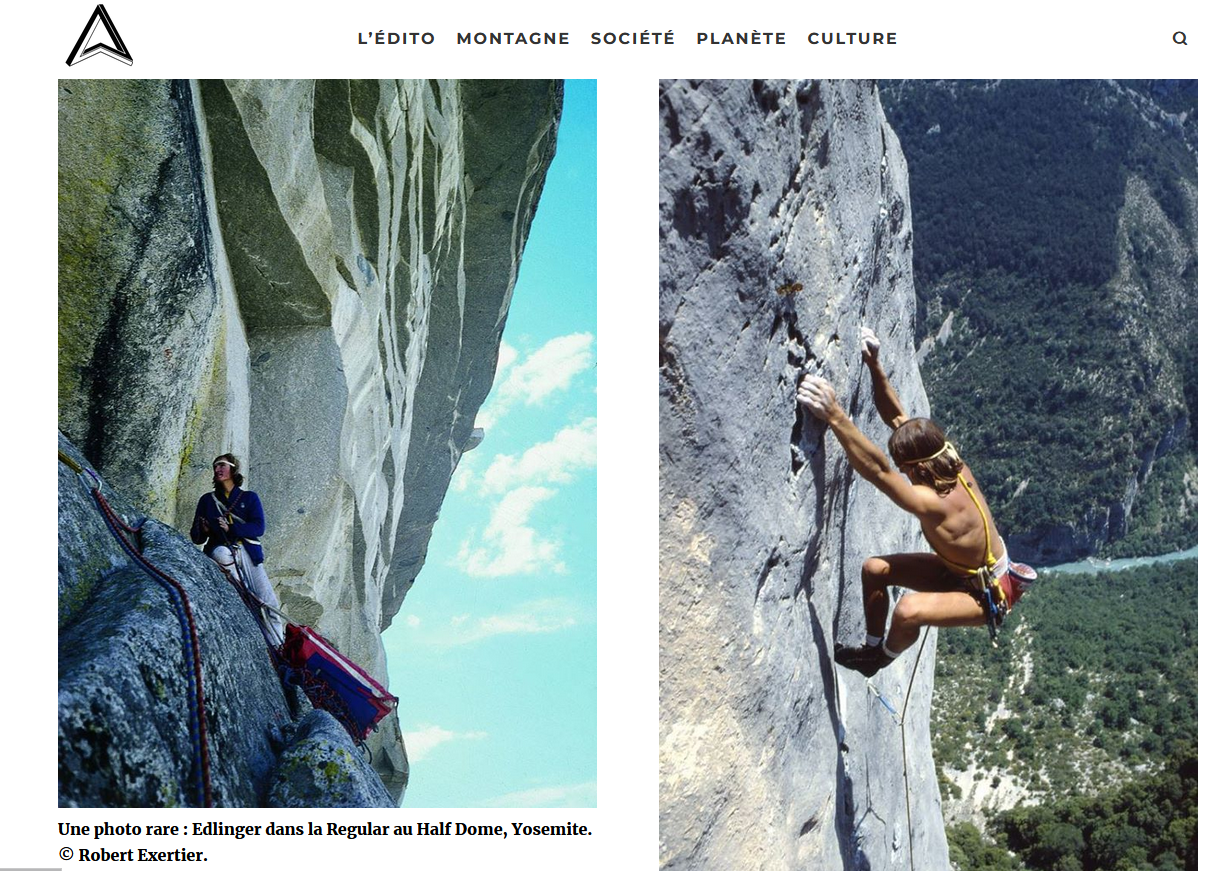 L'ÉDITO MONTAGNE SOCIÉTÉ PLANÈTE CULTURE
Une photo rare : Edlinger dans la Regular au Half Dome, Yosemite.
© Robert Exertier.